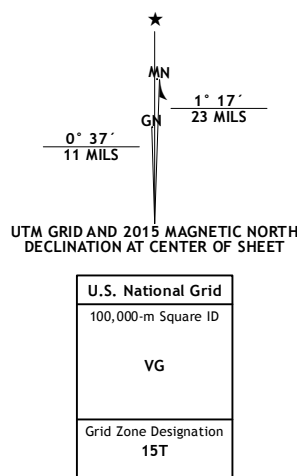 ★
MN
1° 17´
23 MILS
GN
0° 37´
11 MILS
UTM GRID AND 2015 MAGNETIC NORTH
DECLINATION AT CENTER OF SHEET
U.S. National Grid
100,000-m Square ID
VG
Grid Zone Designation
15T